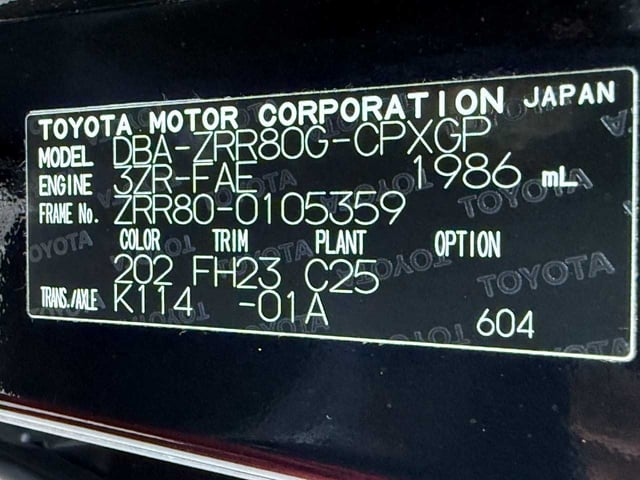 TOYOTA MOTOR CORPORATION JAPAN
MODEL DBA-ZRR80G-CPXGP
ENGINE 3ZR-FAE 1986 mL
FRAME No. ZRR80-0105359
COLOR TRIM PLANT OPTION
202 FH23 C25
TRANS./AXLE K114 -01A
604